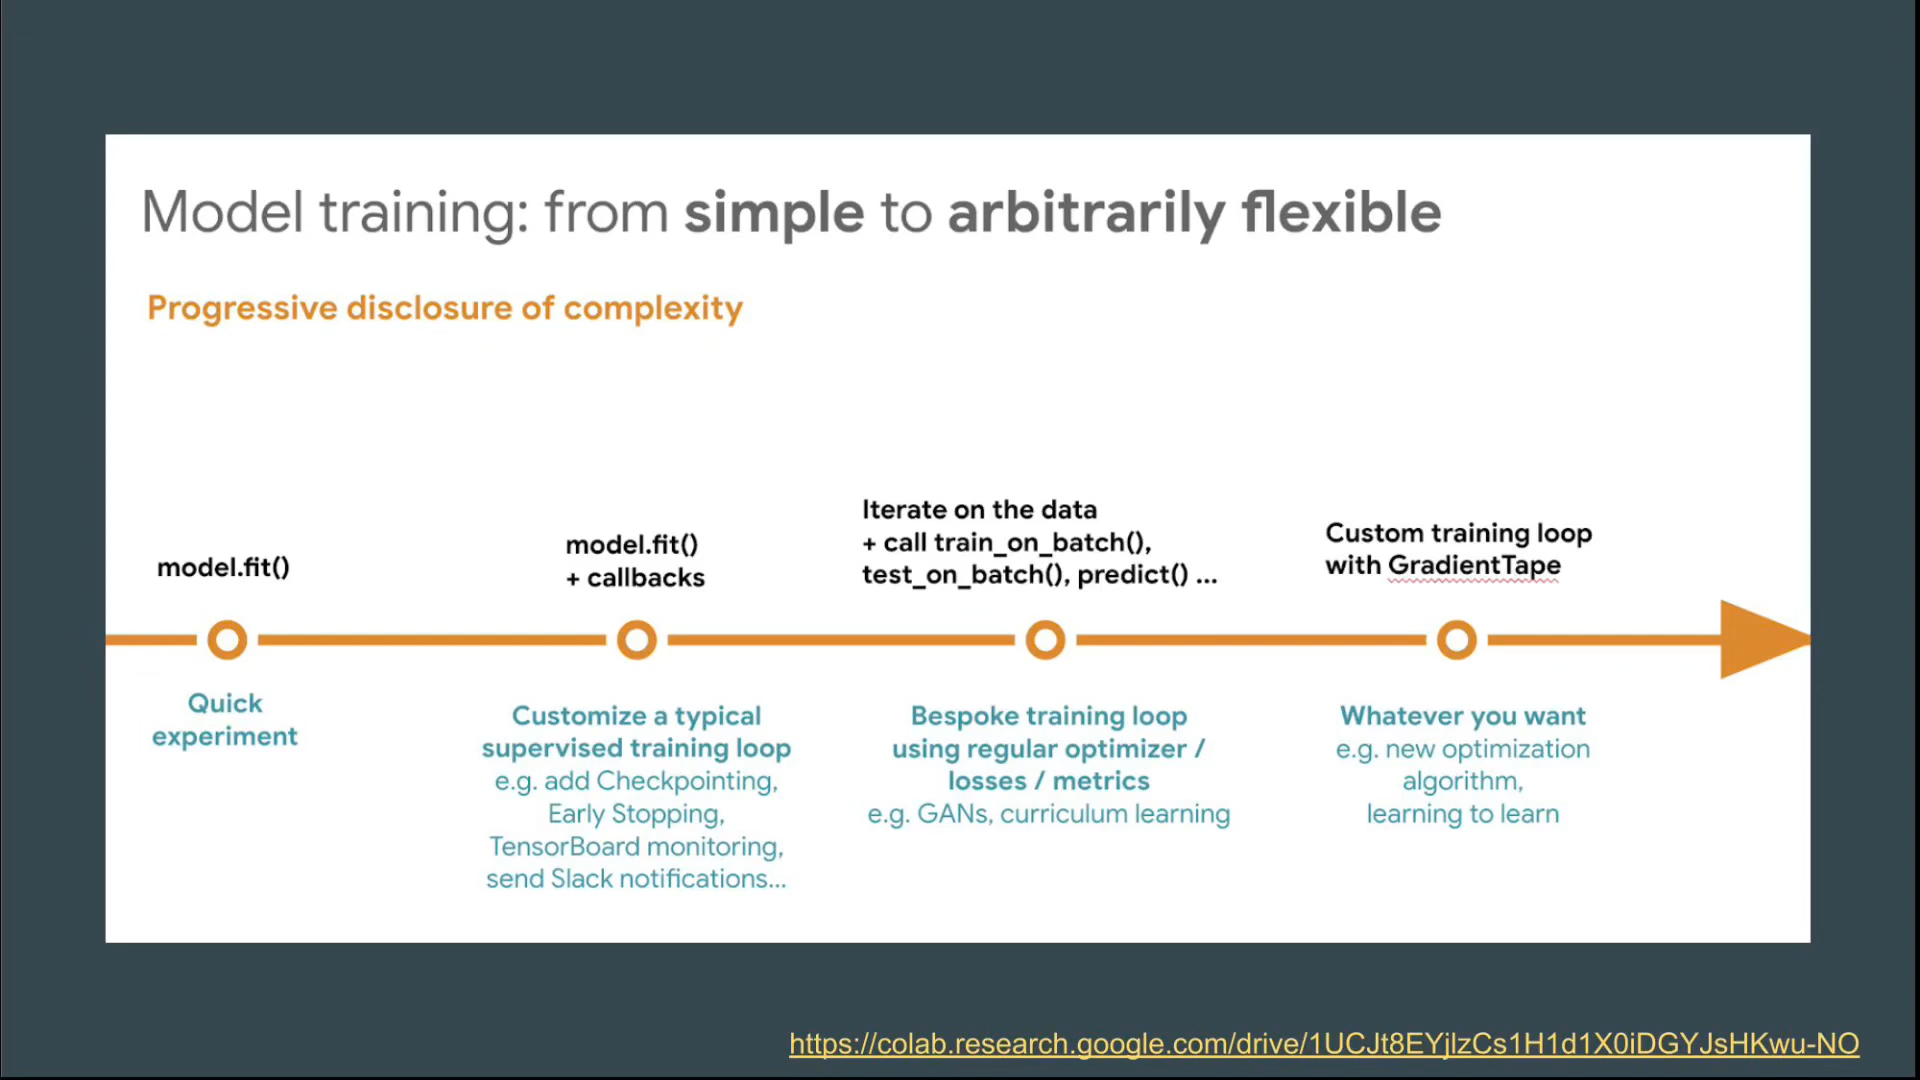 Model training: from simple to arbitrarily flexible
Progressive disclosure of complexity
model.fit()
Quick
experiment
model.fit()
+ callbacks
Customize a typical
supervised training loop
e.g. add Checkpointing,
Early Stopping,
TensorBoard monitoring,
send Slack notifications...
Iterate on the data
+ call train_on_batch(),
test_on_batch(), predict() ...
Bespoke training loop
using regular optimizer /
losses / metrics
e.g. GANs, curriculum learning
Custom training loop
with GradientTape
Whatever you want
e.g. new optimization
algorithm,
learning to learn
https://colab.research.google.com/drive/1UCJt8EYjlzCs1H1d1X0iDGYJsHKwu-NO